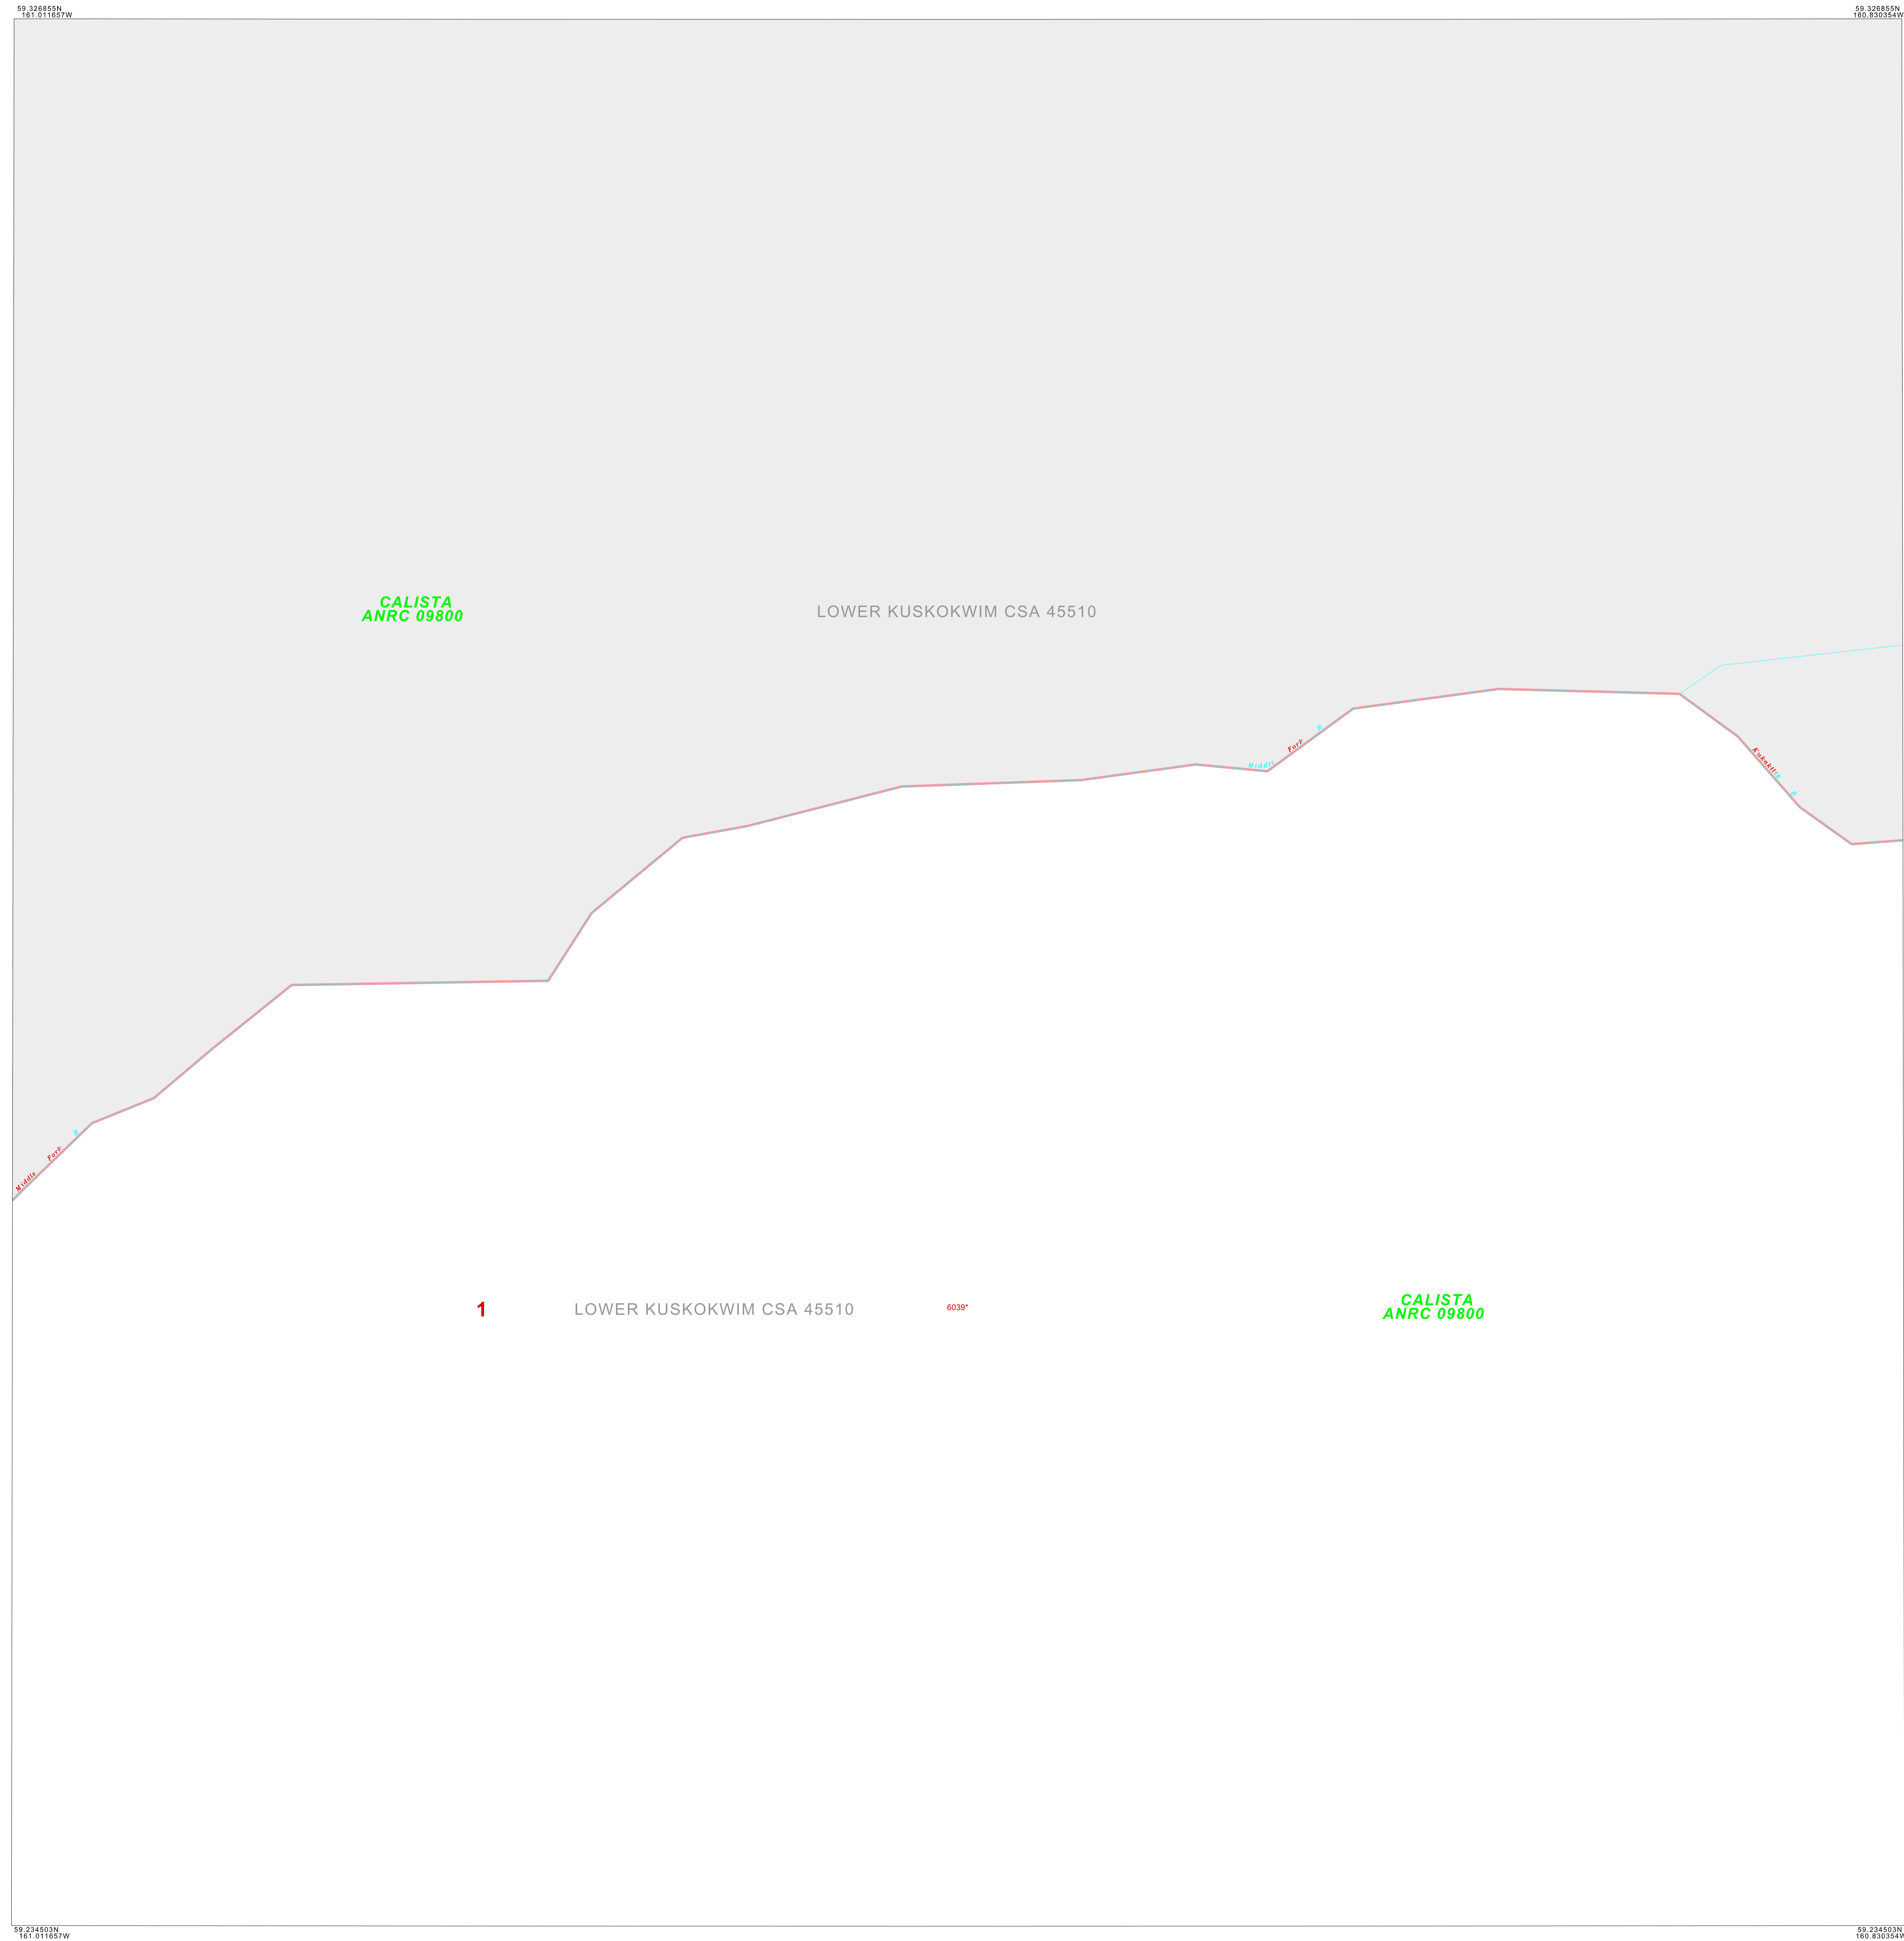 59.326855N
161.011657W
59.326855N
160.830354W
CALISTA
ANRC 09800
LOWER KUSKOKWIM CSA 45510
Middle Fork R
Kukaktlik R
Middle Fork R
1
LOWER KUSKOKWIM CSA 45510
6039*
CALISTA
ANRC 09800
59.234503N
161.011657W
59.234503N
160.830354W